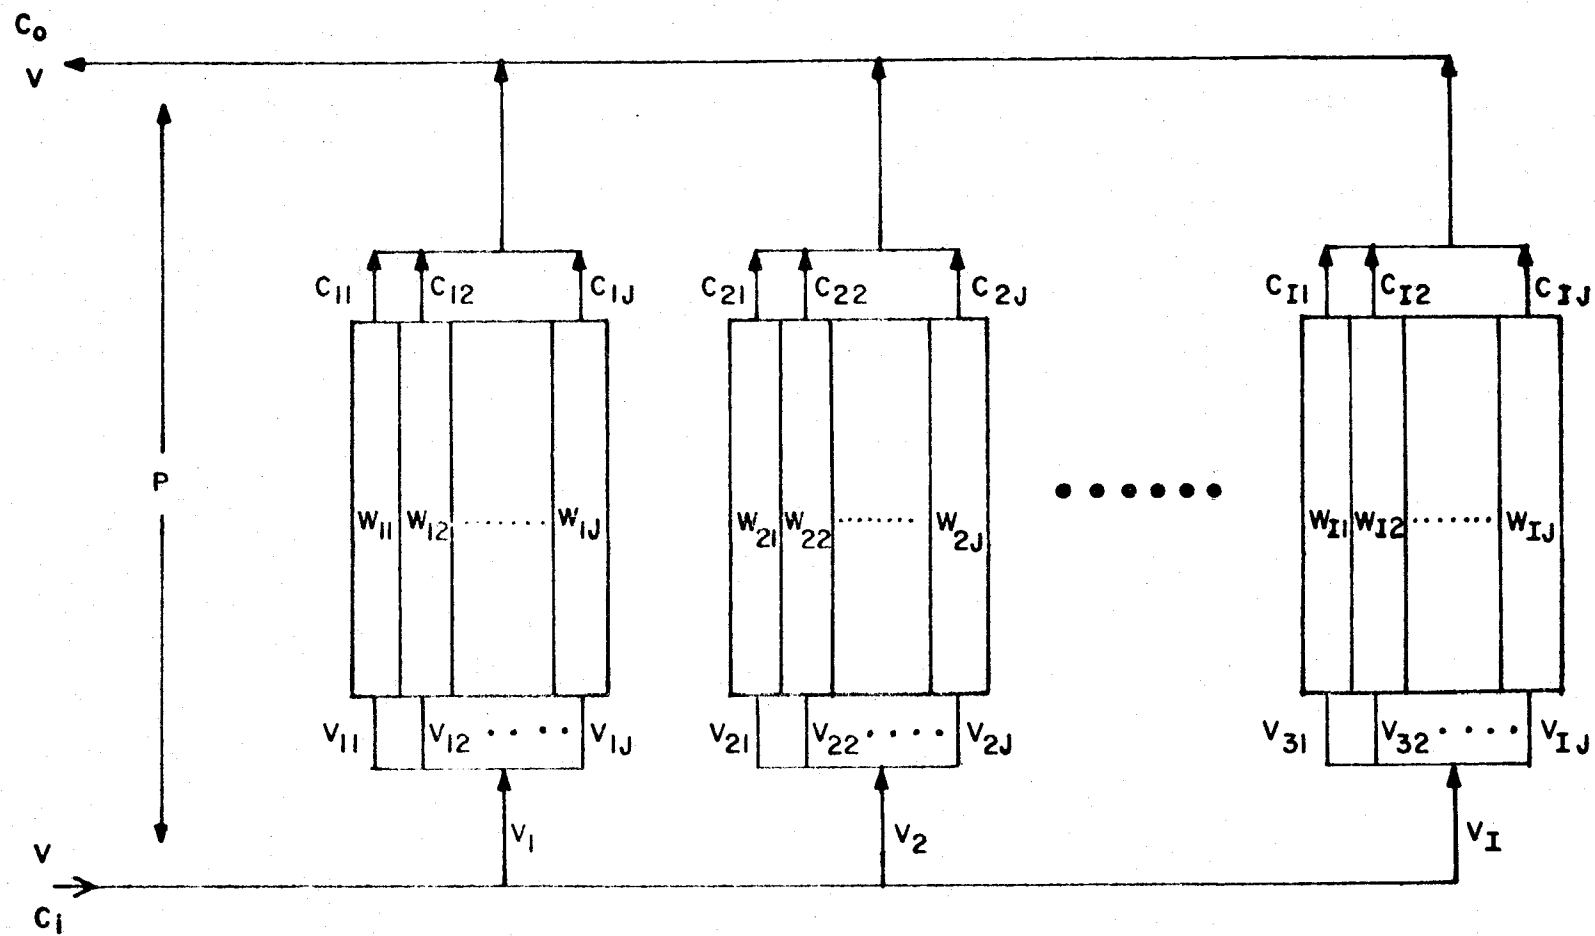 Co
V
C11 C12 C1J C21 C22 C2J CI1 CI2 CIJ
P
W11 W12 ....... W1J W21 W22 ....... W2J WI1 WI2 ....... WIJ
V11 V12 .... V1J V21 V22 .... V2J V31 V32 .... VIJ
V1 V2 VI
V
Ci